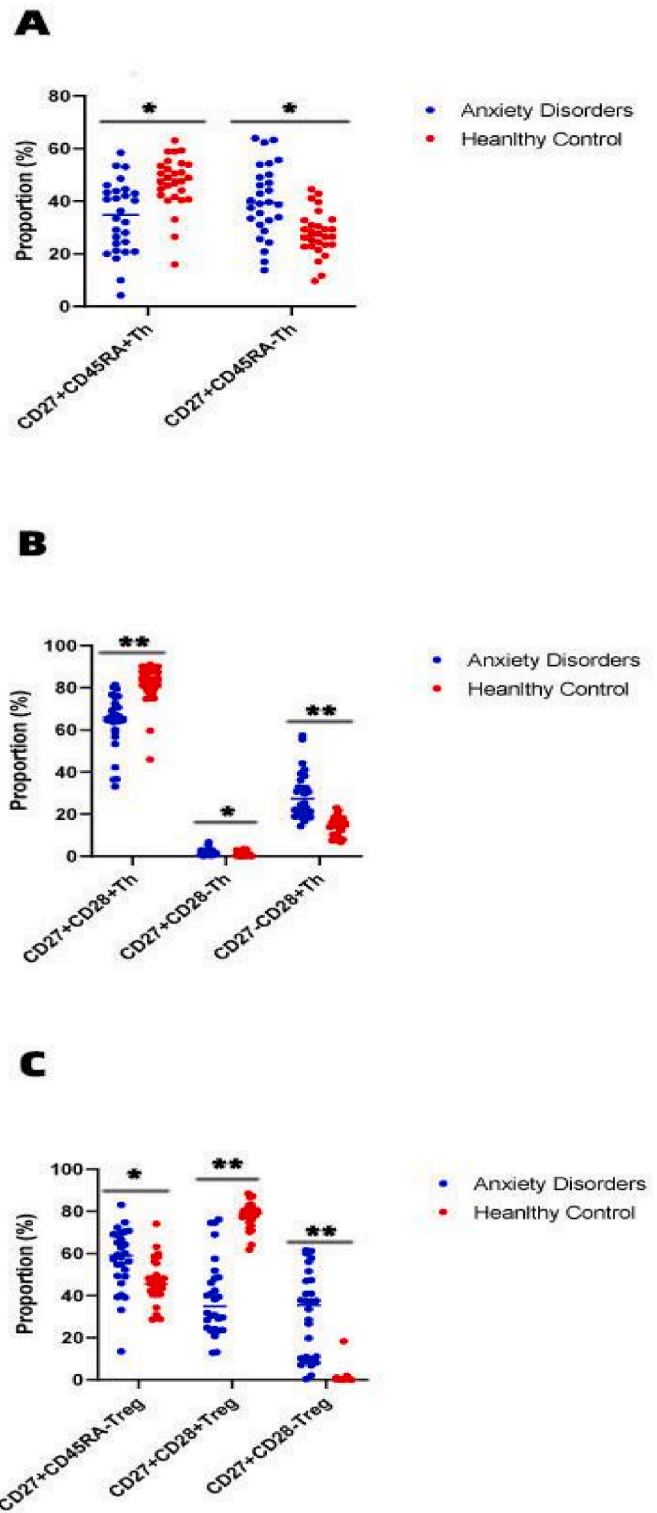 A
80
60
40
20
0
Proportion (%)
*
*
Anxiety Disorders
Heanlthy Control
CD27+CD45RA+Th
CD27+CD45RA-Th
B
100
80
60
40
20
0
Proportion (%)
**
*
**
Anxiety Disorders
Heanlthy Control
CD27+CD28+Th
CD27+CD28-Th
CD27-CD28+Th
C
100
80
60
40
20
0
Proportion (%)
*
**
**
Anxiety Disorders
Heanlthy Control
CD27+CD45RA-Treg
CD27+CD28+Treg
CD27+CD28-Treg